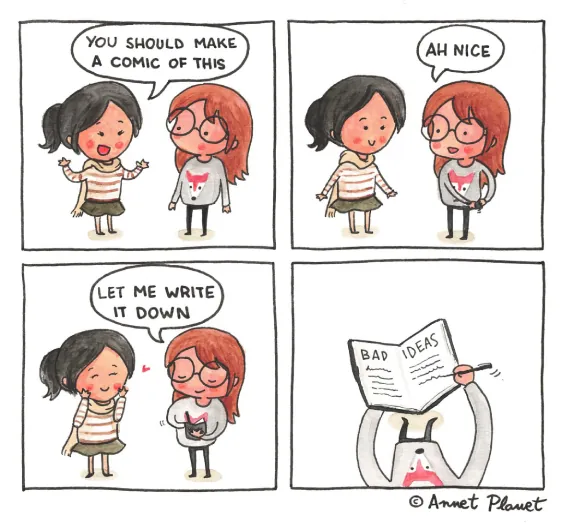 YOU SHOULD MAKE
A COMIC OF THIS
AH NICE
LET ME WRITE
IT DOWN
BAD IDEAS
© Annet Planet